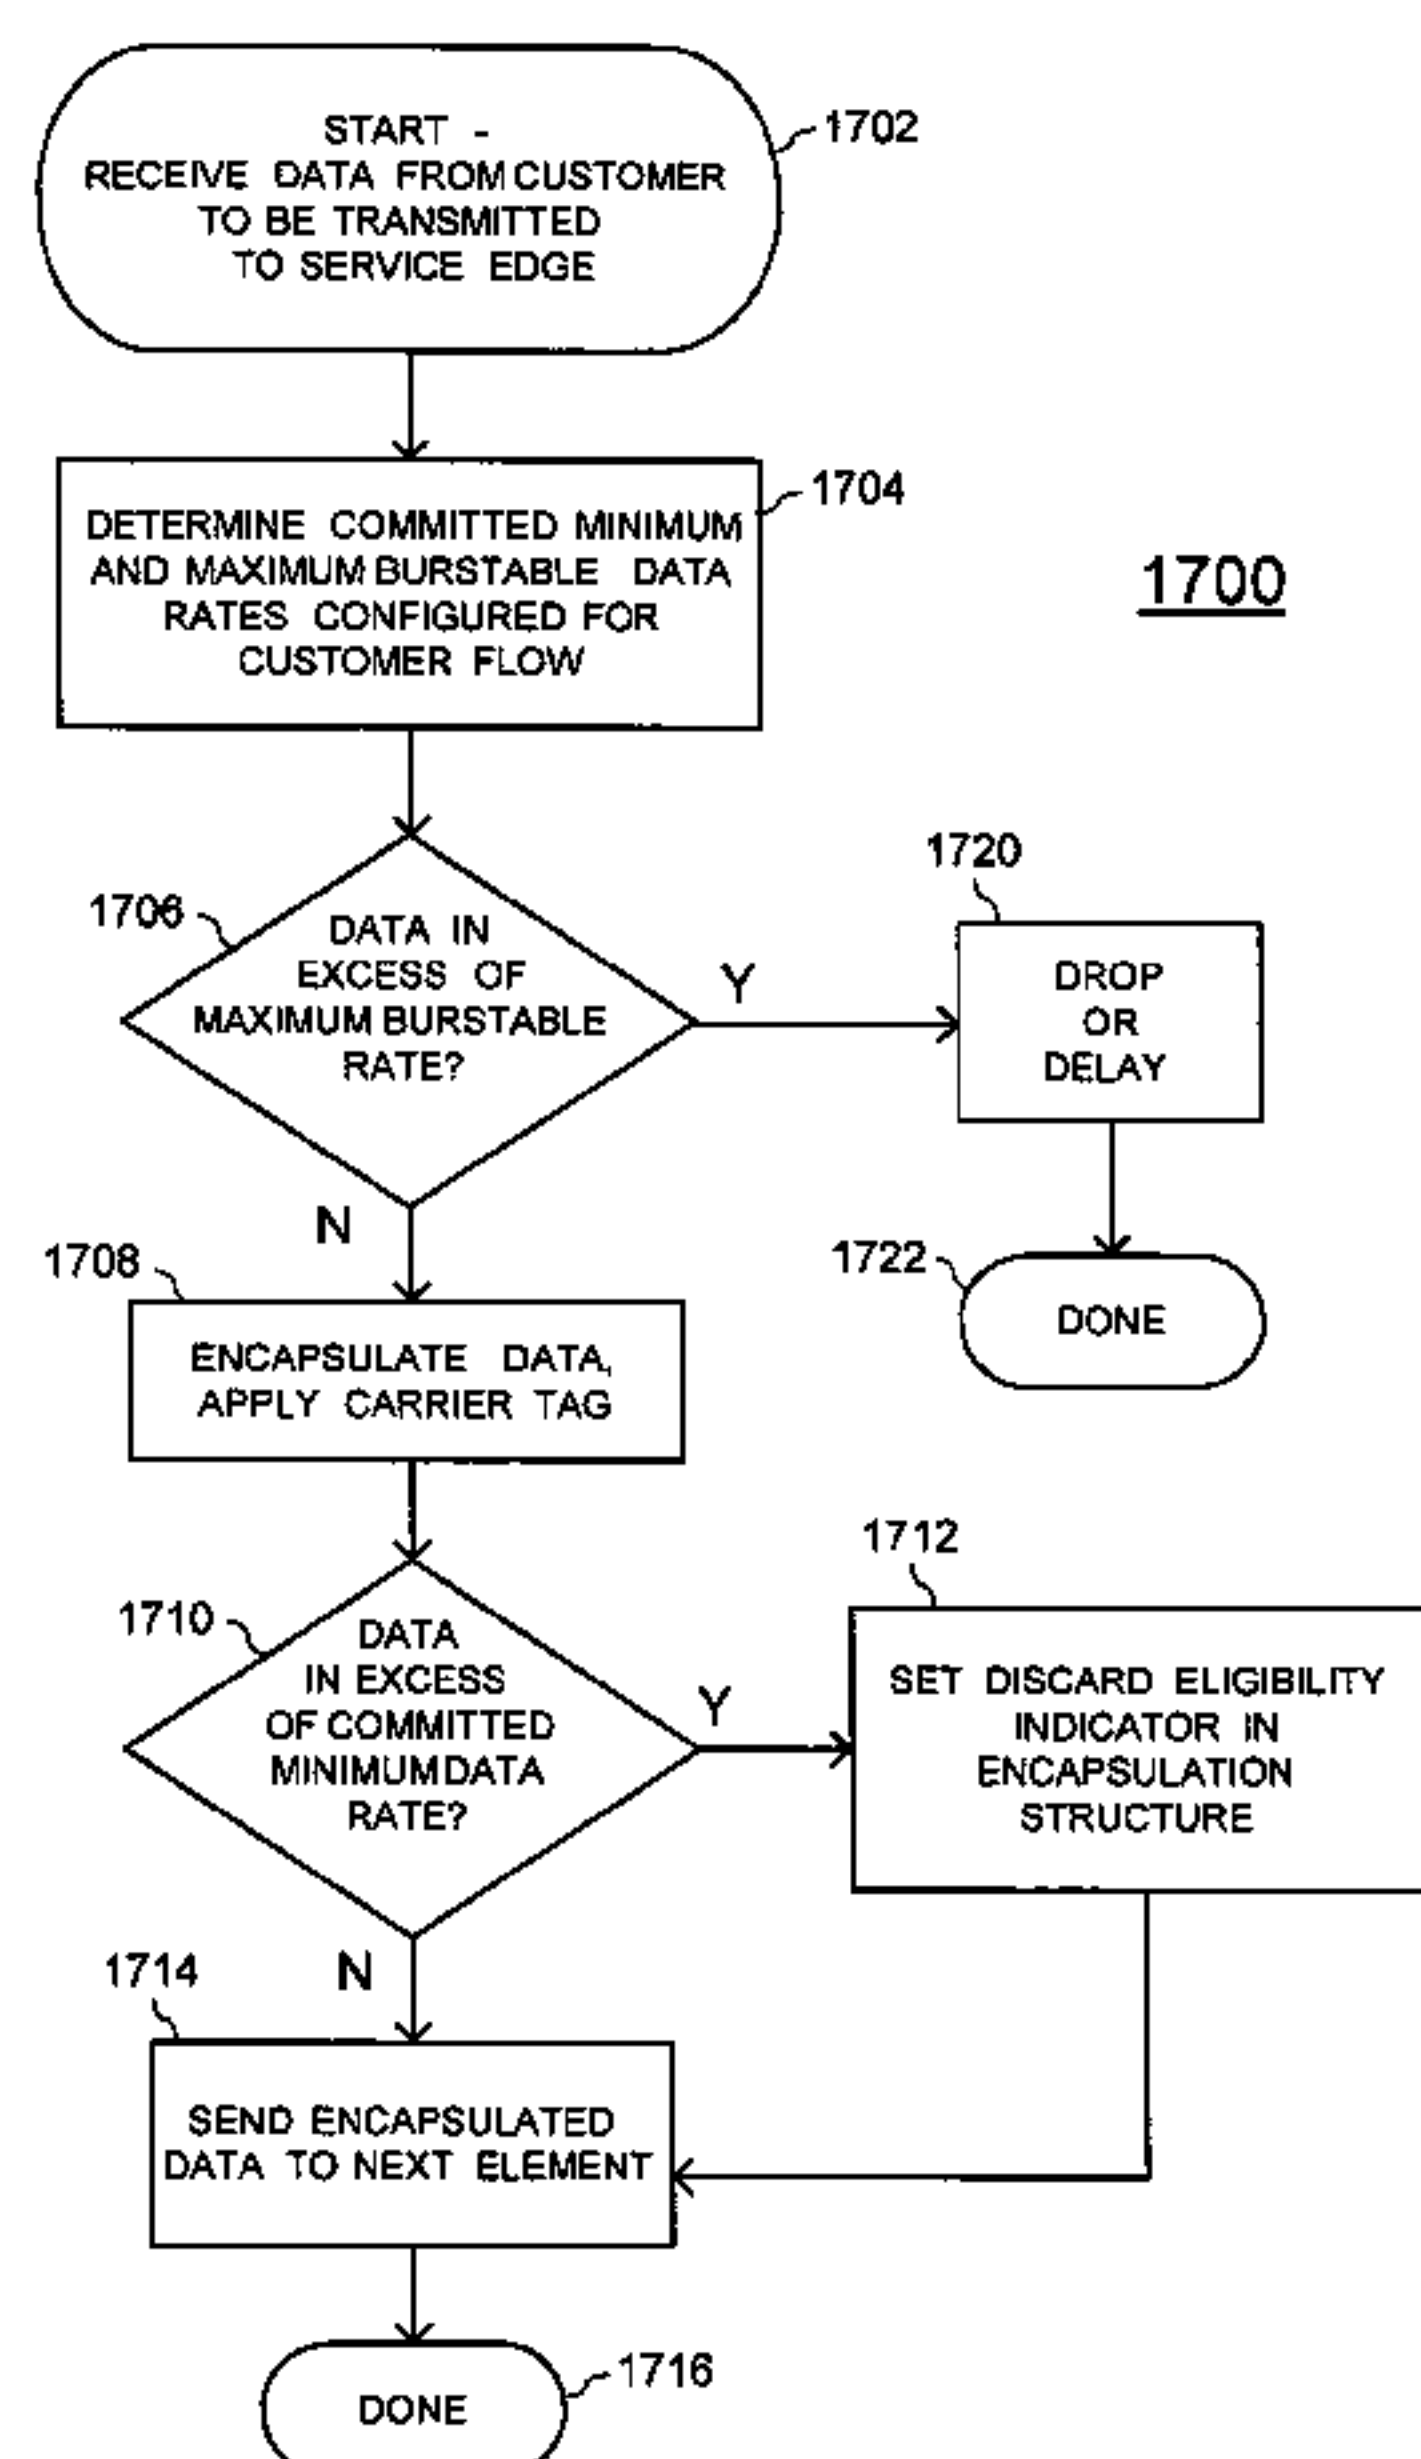 START -
RECEIVE DATA FROM CUSTOMER
TO BE TRANSMITTED
TO SERVICE EDGE
1702
DETERMINE COMMITTED MINIMUM
AND MAXIMUM BURSTABLE DATA
RATES CONFIGURED FOR
CUSTOMER FLOW
1704
1700
1706
DATA IN
EXCESS OF
MAXIMUM BURSTABLE
RATE?
Y
N
1720
DROP
OR
DELAY
1722
DONE
1708
ENCAPSULATE DATA,
APPLY CARRIER TAG
1710
DATA
IN EXCESS
OF COMMITTED
MINIMUM DATA
RATE?
Y
N
1712
SET DISCARD ELIGIBILITY
INDICATOR IN
ENCAPSULATION
STRUCTURE
1714
SEND ENCAPSULATED
DATA TO NEXT ELEMENT
1716
DONE